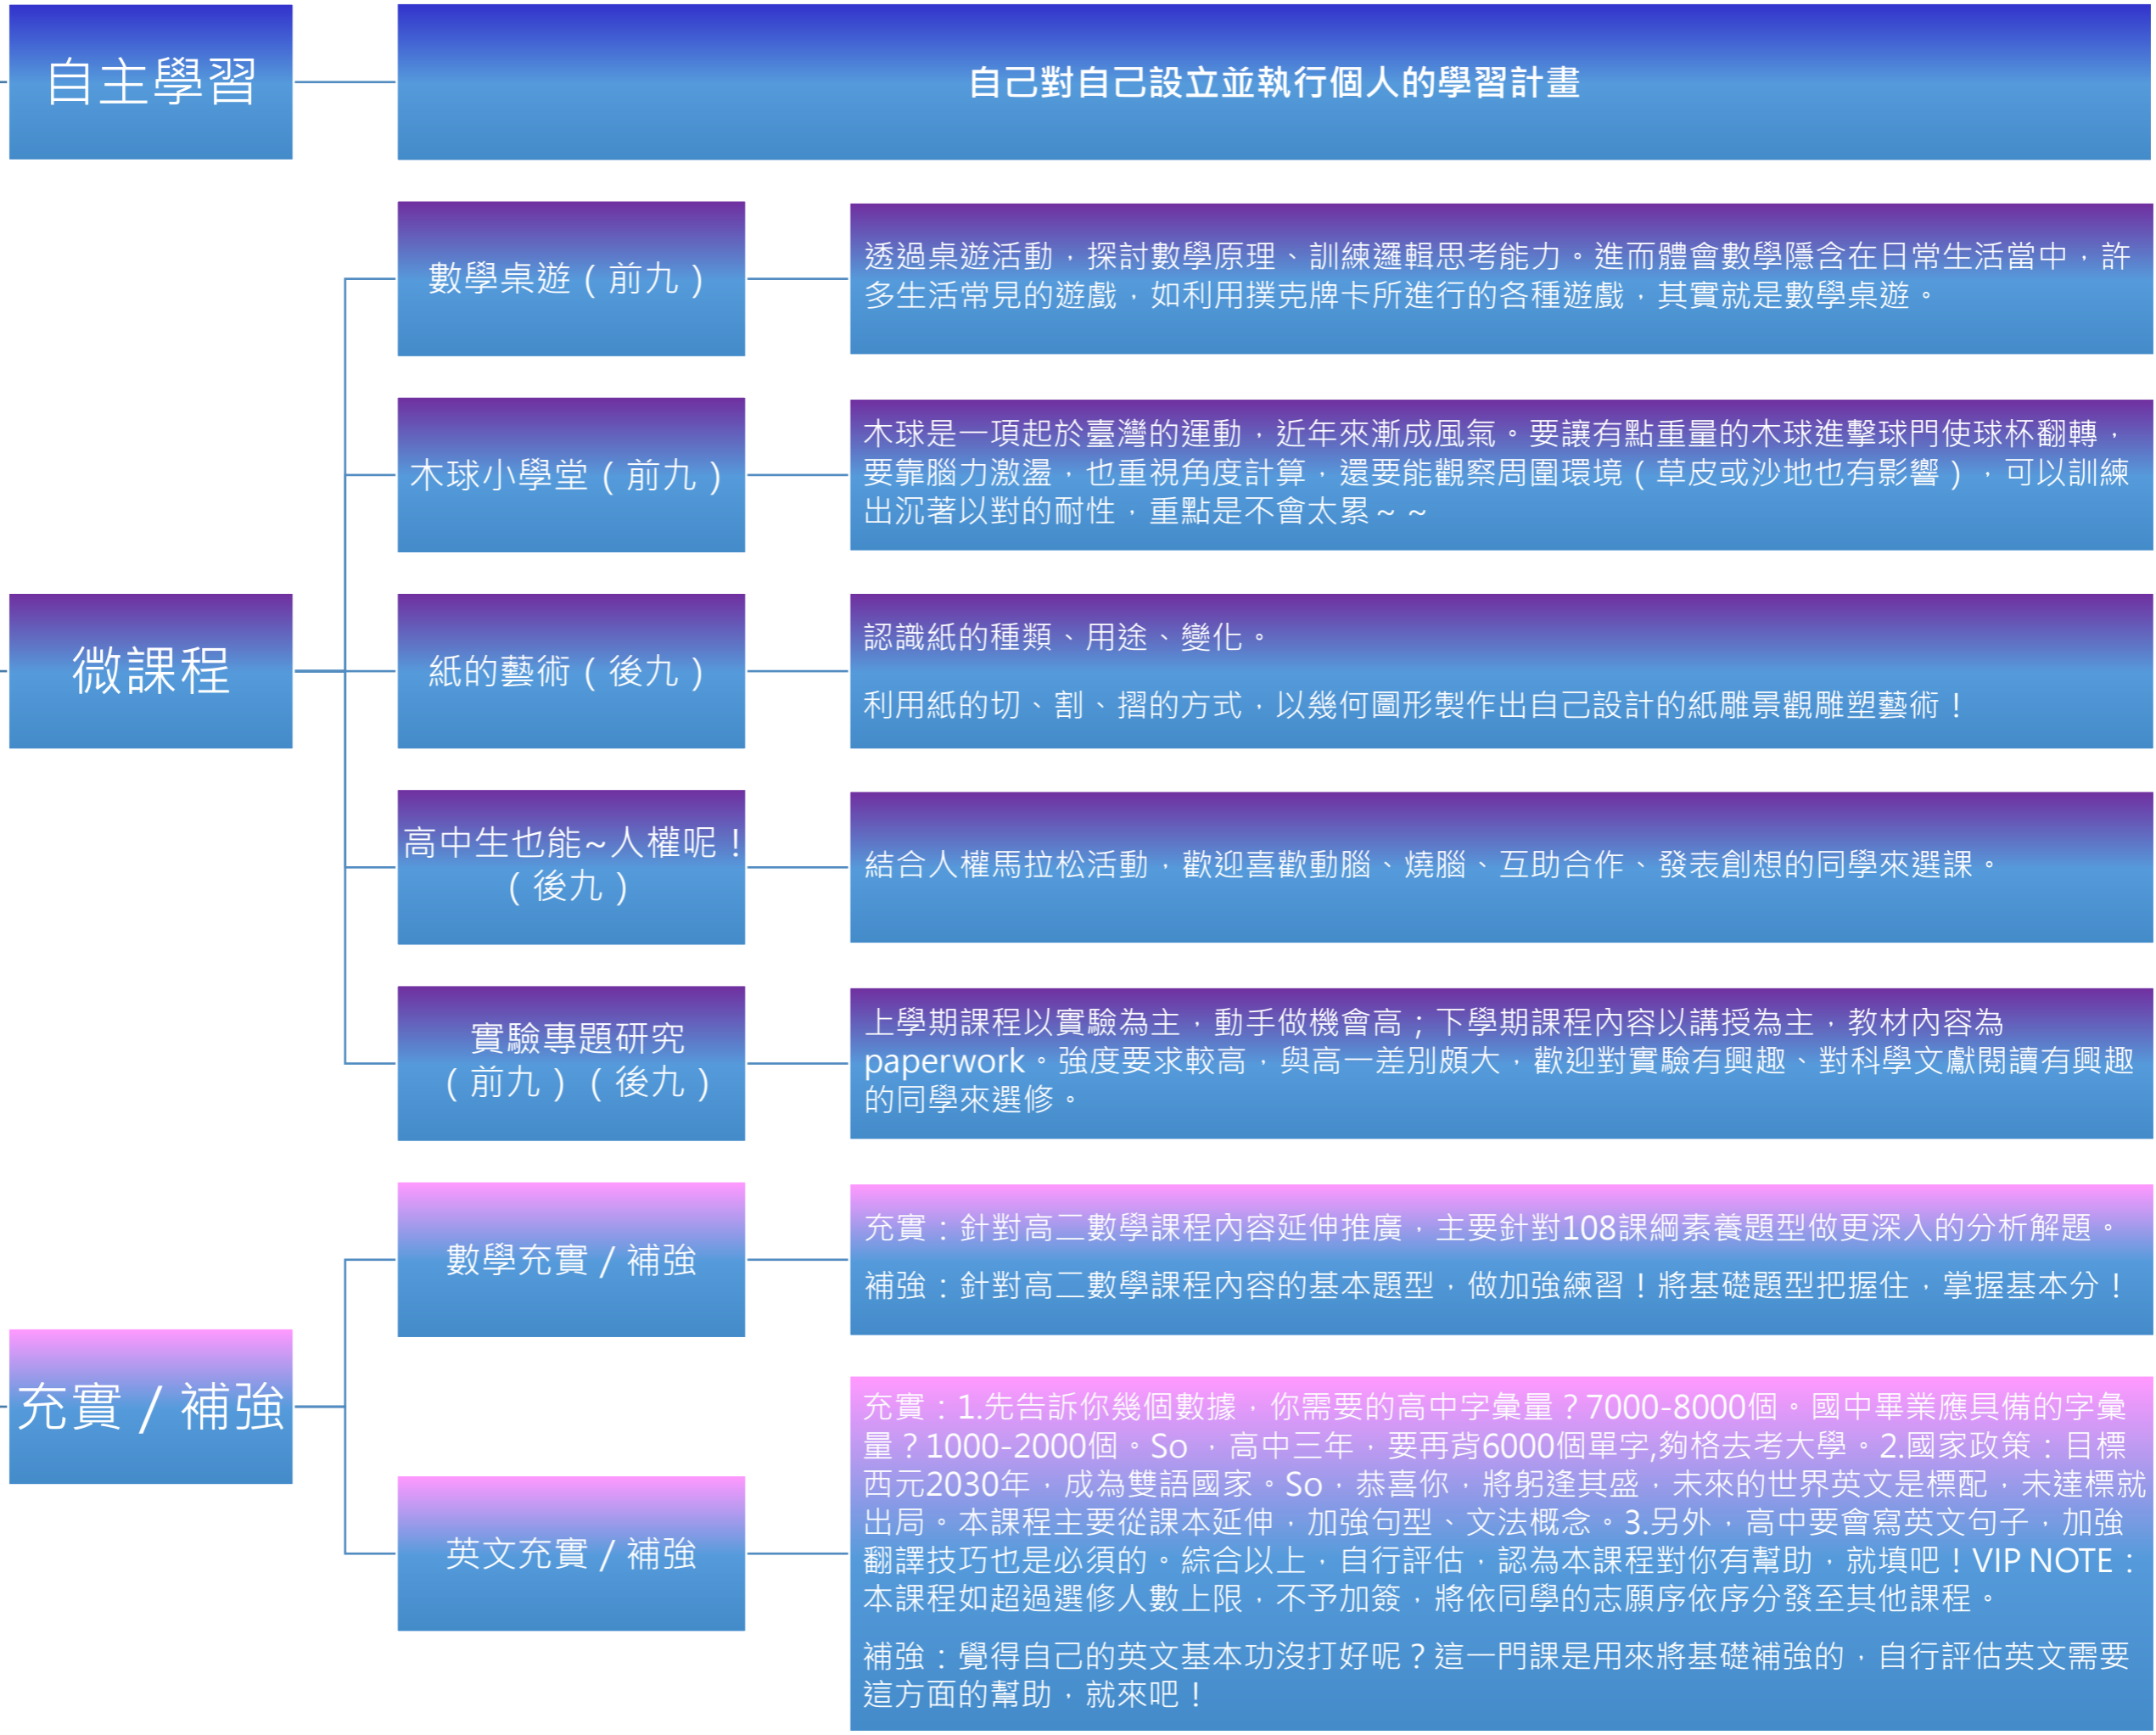 自主學習
自己對自己設立並執行個人的學習計畫
微課程
數學桌遊（前九）
透過桌遊活動，探討數學原理、訓練邏輯思考能力。進而體會數學隱含在日常生活當中，許
多生活常見的遊戲，如利用撲克牌卡所進行的各種遊戲，其實就是數學桌遊。
木球小學堂（前九）
木球是一項起於臺灣的運動，近年來漸成風氣。要讓有點重量的木球進擊球門使球杯翻轉，
要靠腦力激盪，也重視角度計算，還要能觀察周圍環境（草皮或沙地也有影響），可以訓練
出沉著以對的耐性，重點是不會太累～～
紙的藝術（後九）
認識紙的種類、用途、變化。
利用紙的切、割、摺的方式，以幾何圖形製作出自己設計的紙雕景觀雕塑藝術！
高中生也能~人權呢！
（後九）
結合人權馬拉松活動，歡迎喜歡動腦、燒腦、互助合作、發表創想的同學來選課。
實驗專題研究
（前九）（後九）
上學期課程以實驗為主，動手做機會高；下學期課程內容以講授為主，教材內容為
paperwork。強度要求較高，與高一差別頗大，歡迎對實驗有興趣、對科學文獻閱讀有興趣
的同學來選修。
充實／補強
數學充實／補強
充實：針對高二數學課程內容延伸推廣，主要針對108課綱素養題型做更深入的分析解題。
補強：針對高二數學課程內容的基本題型，做加強練習！將基礎題型把握住，掌握基本分！
英文充實／補強
充實：1.先告訴你幾個數據，你需要的高中字彙量？7000-8000個。國中畢業應具備的字彙
量？1000-2000個。So ，高中三年，要再背6000個單字,夠格去考大學。2.國家政策：目標
西元2030年，成為雙語國家。So，恭喜你，將躬逢其盛，未來的世界英文是標配，未達標就
出局。本課程主要從課本延伸，加強句型、文法概念。3.另外，高中要會寫英文句子，加強
翻譯技巧也是必須的。綜合以上，自行評估，認為本課程對你有幫助，就填吧！VIP NOTE：
本課程如超過選修人數上限，不予加簽，將依同學的志願序依序分發至其他課程。
補強：覺得自己的英文基本功沒打好呢？這一門課是用來將基礎補強的，自行評估英文需要
這方面的幫助，就來吧！